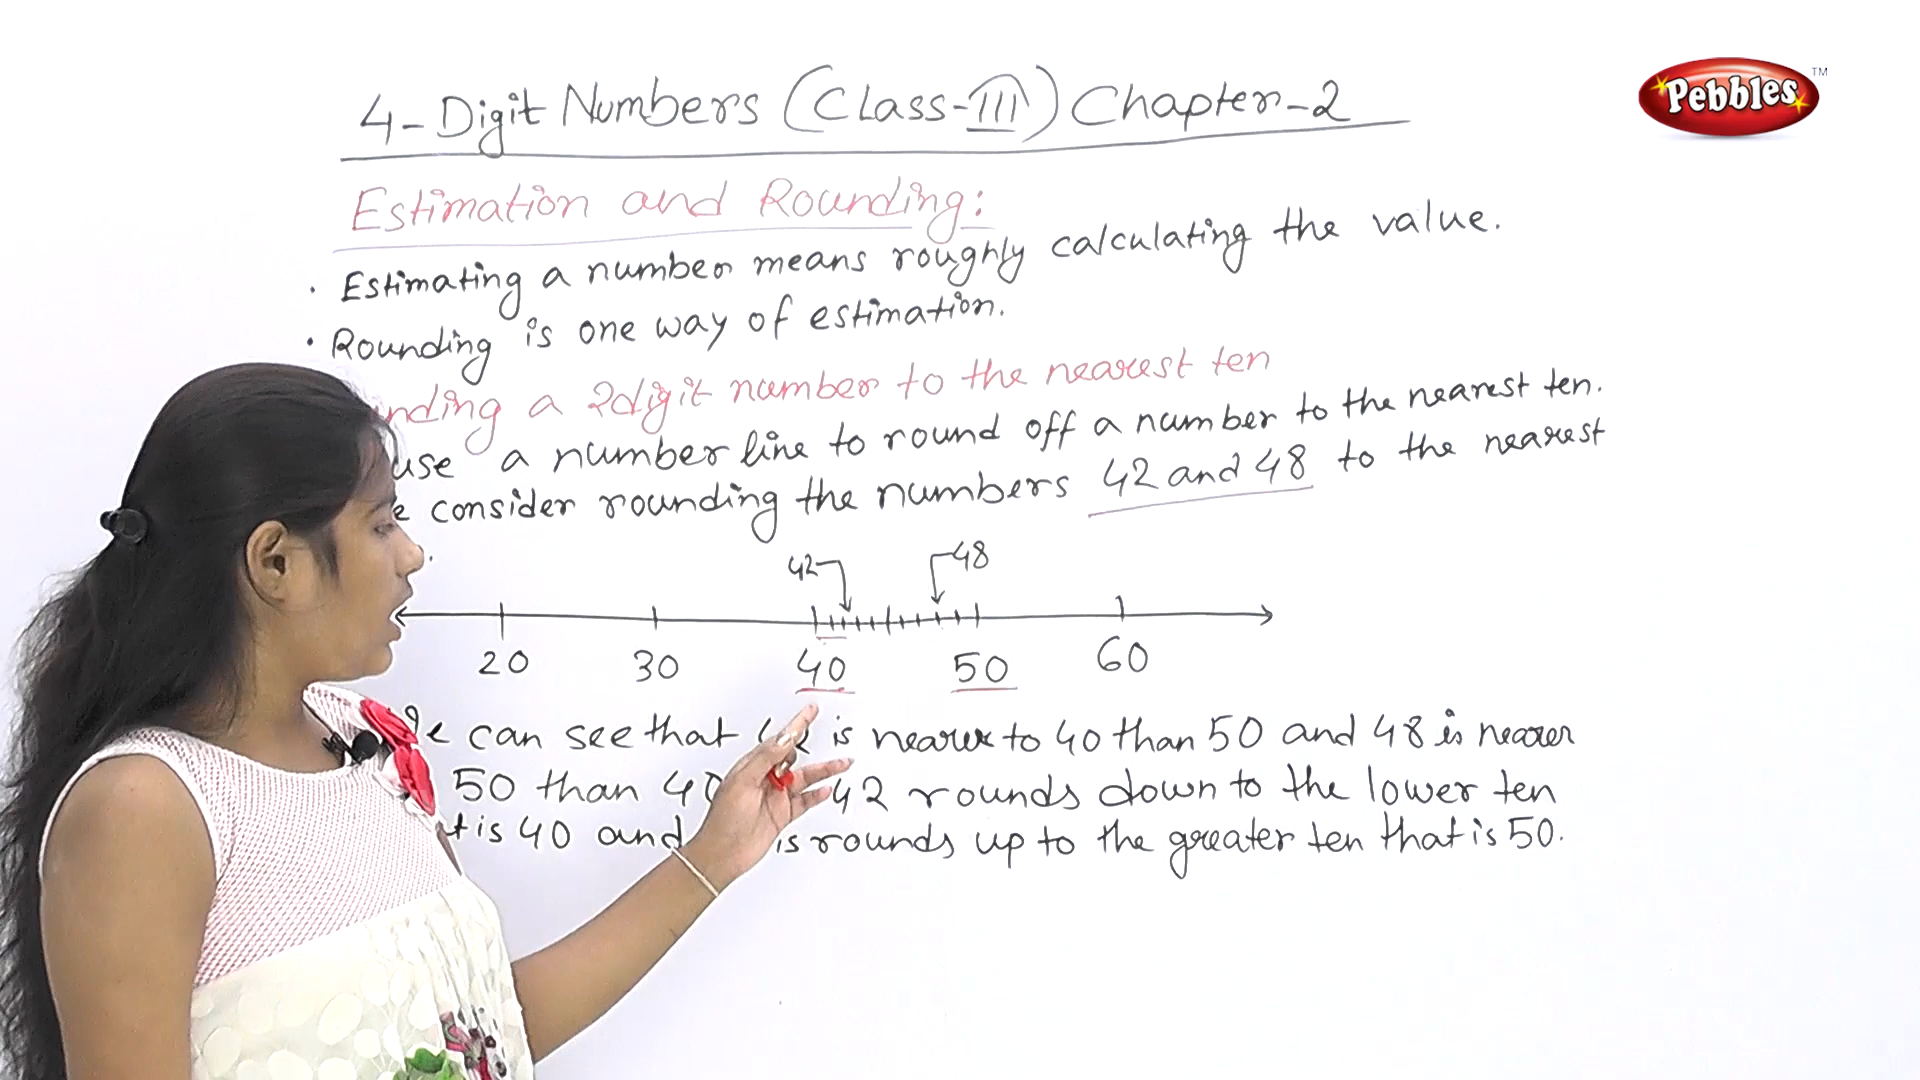 4-Digit Numbers (Class-III) Chapter-2
Pebbles TM
Estimation and Rounding:
· Estimating a number means roughly calculating the value.
· Rounding is one way of estimation.
a 2digit number to the nearest ten
use a number line to round off a number to the nearest ten.
consider rounding the numbers 42 and 48 to the nearest
42 48
20 30 40 50 60
can see that is nearer to 40 than 50 and 48 is nearer
50 than 40 42 rounds down to the lower ten
is 40 and is rounds up to the greater ten that is 50.